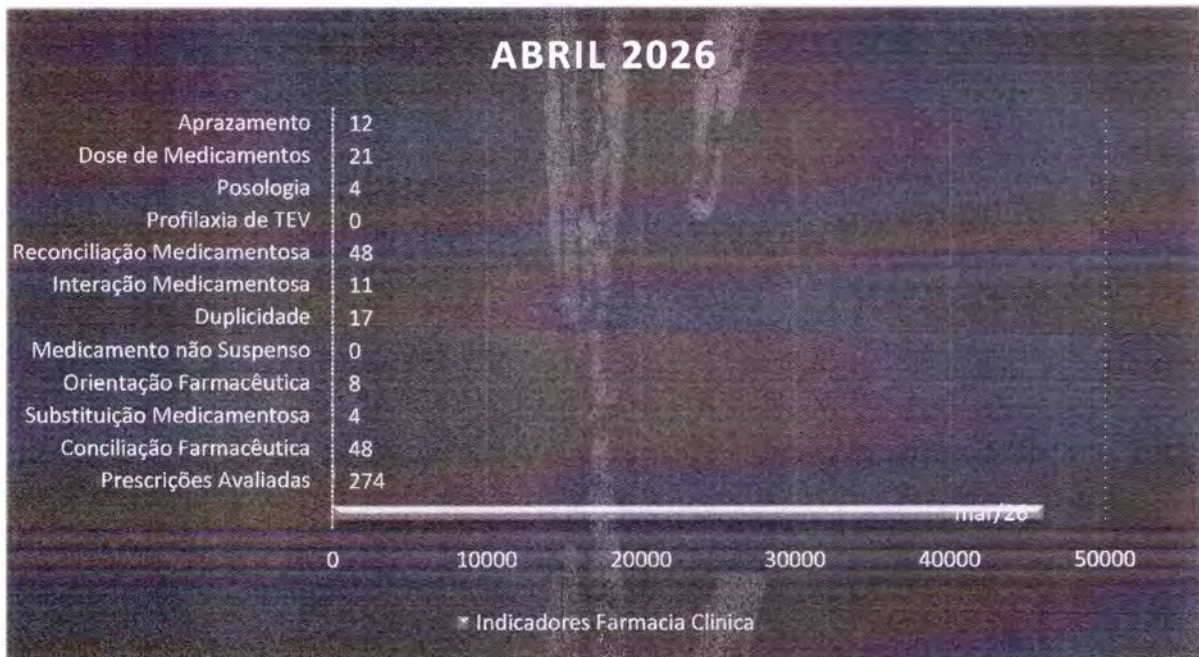 ABRIL 2026
Aprazamento 12
Dose de Medicamentos 21
Posologia 4
Profilaxia de TEV 0
Reconciliação Medicamentosa 48
Interação Medicamentosa 11
Duplicidade 17
Medicamento não Suspenso 0
Orientação Farmacêutica 8
Substituição Medicamentosa 4
Conciliação Farmacêutica 48
Prescrições Avaliadas 274
mar/26
0 10000 20000 30000 40000 50000
Indicadores Farmacia Clinica